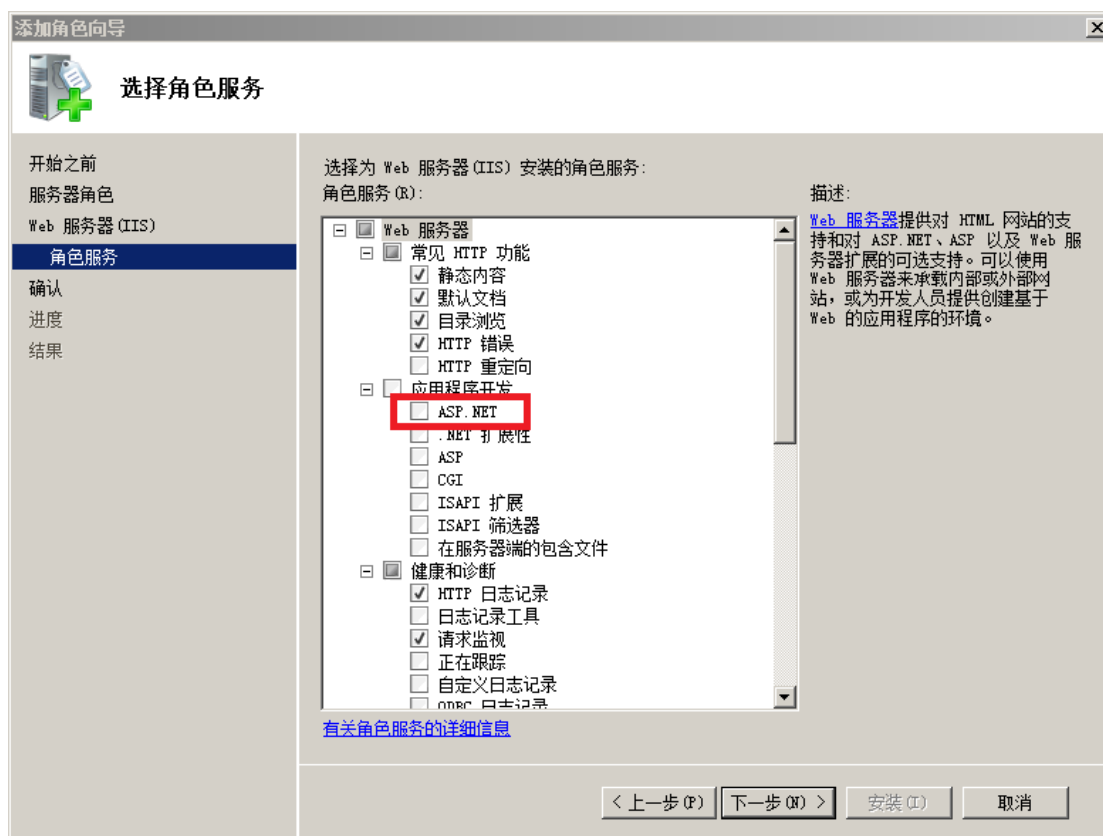 添加角色向导
选择角色服务
开始之前
服务器角色
Web 服务器(IIS)
角色服务
确认
进度
结果
选择为 Web 服务器(IIS) 安装的角色服务:
角色服务(R):
Web 服务器
常见 HTTP 功能
静态内容
默认文档
目录浏览
HTTP 错误
HTTP 重定向
应用程序开发
ASP.NET
.NET 扩展性
ASP
CGI
ISAPI 扩展
ISAPI 筛选器
在服务器端的包含文件
健康和诊断
HTTP 日志记录
日志记录工具
请求监视
正在跟踪
自定义日志记录
ODBC 日志记录
有关角色服务的详细信息
描述:
Web 服务器提供对 HTML 网站的支
持和对 ASP.NET、ASP 以及 Web 服
务器扩展的可选支持。可以使用
Web 服务器来承载内部或外部网
站，或为开发人员提供创建基于
Web 的应用程序的环境。
< 上一步(P)
下一步(N) >
安装(I)
取消